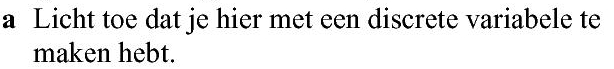 a Licht toe dat je hier met een discrete variabele te
maken hebt.